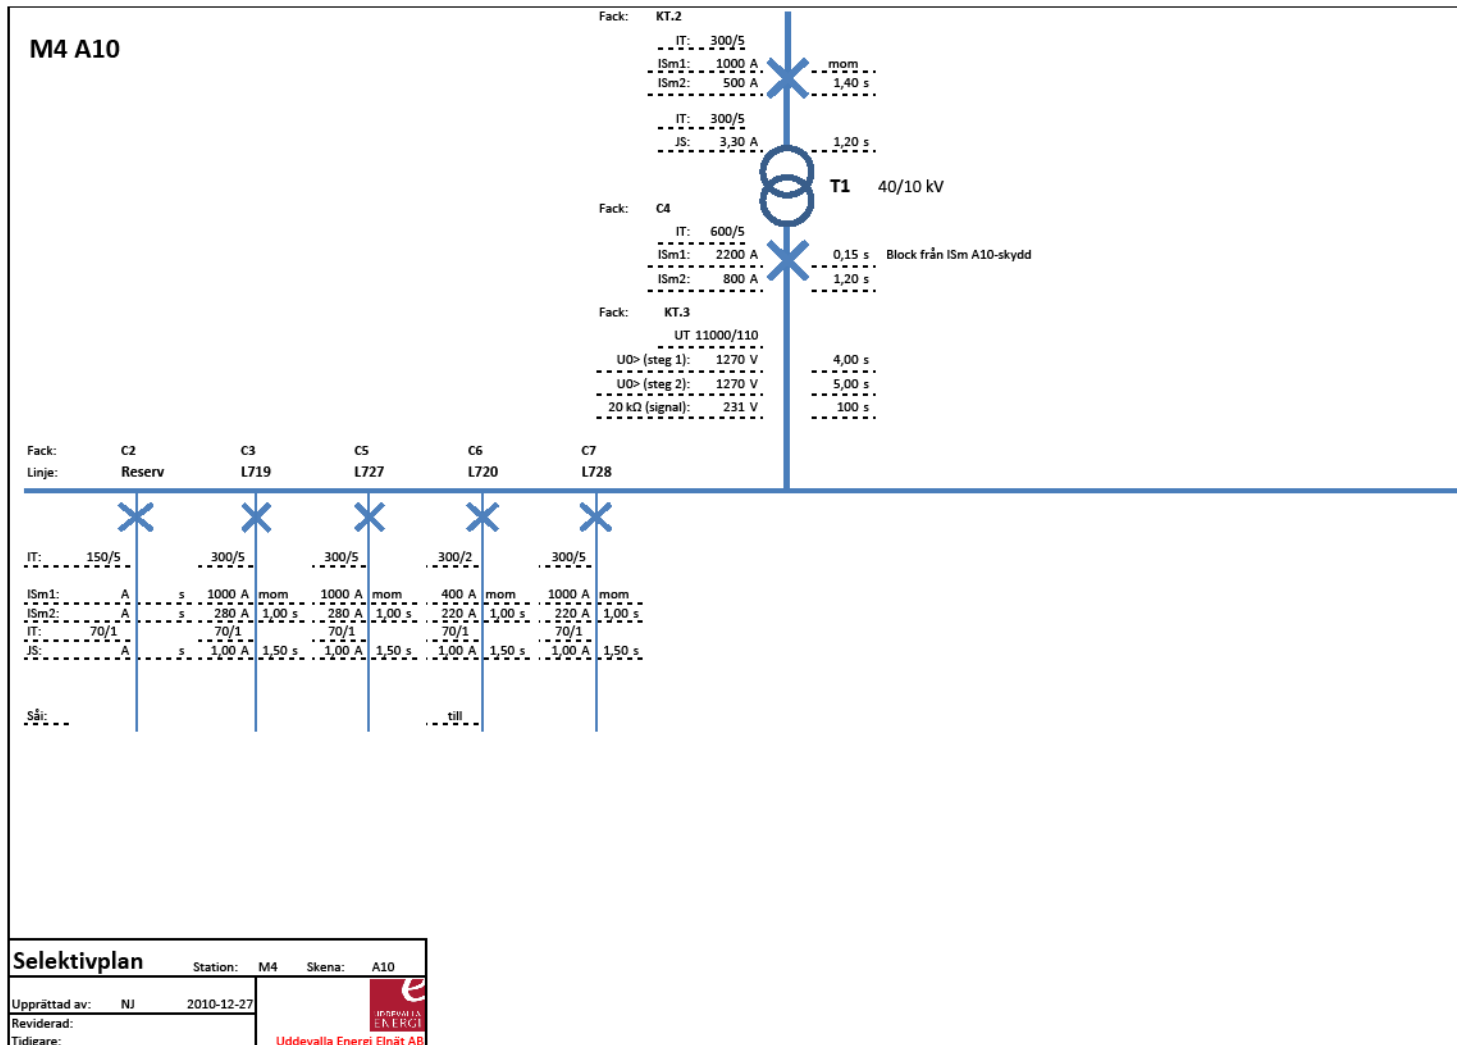 M4 A10
Fack: KT.2
IT: 300/5
ISm1: 1000 A mom
ISm2: 500 A 1,40 s
IT: 300/5
JS: 3,30 A 1,20 s
T1 40/10 kV
Fack: C4
IT: 600/5
ISm1: 2200 A 0,15 s Block från ISm A10-skydd
ISm2: 800 A 1,20 s
Fack: KT.3
UT 11000/110
U0> (steg 1): 1270 V 4,00 s
U0> (steg 2): 1270 V 5,00 s
20 kΩ (signal): 231 V 100 s
Fack: C2 C3 C5 C6 C7
Linje: Reserv L719 L727 L720 L728
IT: 150/5 300/5 300/5 300/2 300/5
ISm1: A s 1000 A mom 1000 A mom 400 A mom 1000 A mom
ISm2: A s 280 A 1,00 s 280 A 1,00 s 220 A 1,00 s 220 A 1,00 s
IT: 70/1 70/1 70/1 70/1 70/1
JS: A s 1,00 A 1,50 s 1,00 A 1,50 s 1,00 A 1,50 s 1,00 A 1,50 s
Såi: till
Selektivplan Station: M4 Skena: A10
Upprättad av: NJ 2010-12-27
Reviderad:
Tidigare:
e
UDDEVALLA
ENERGI
Uddevalla Energi Elnät AB